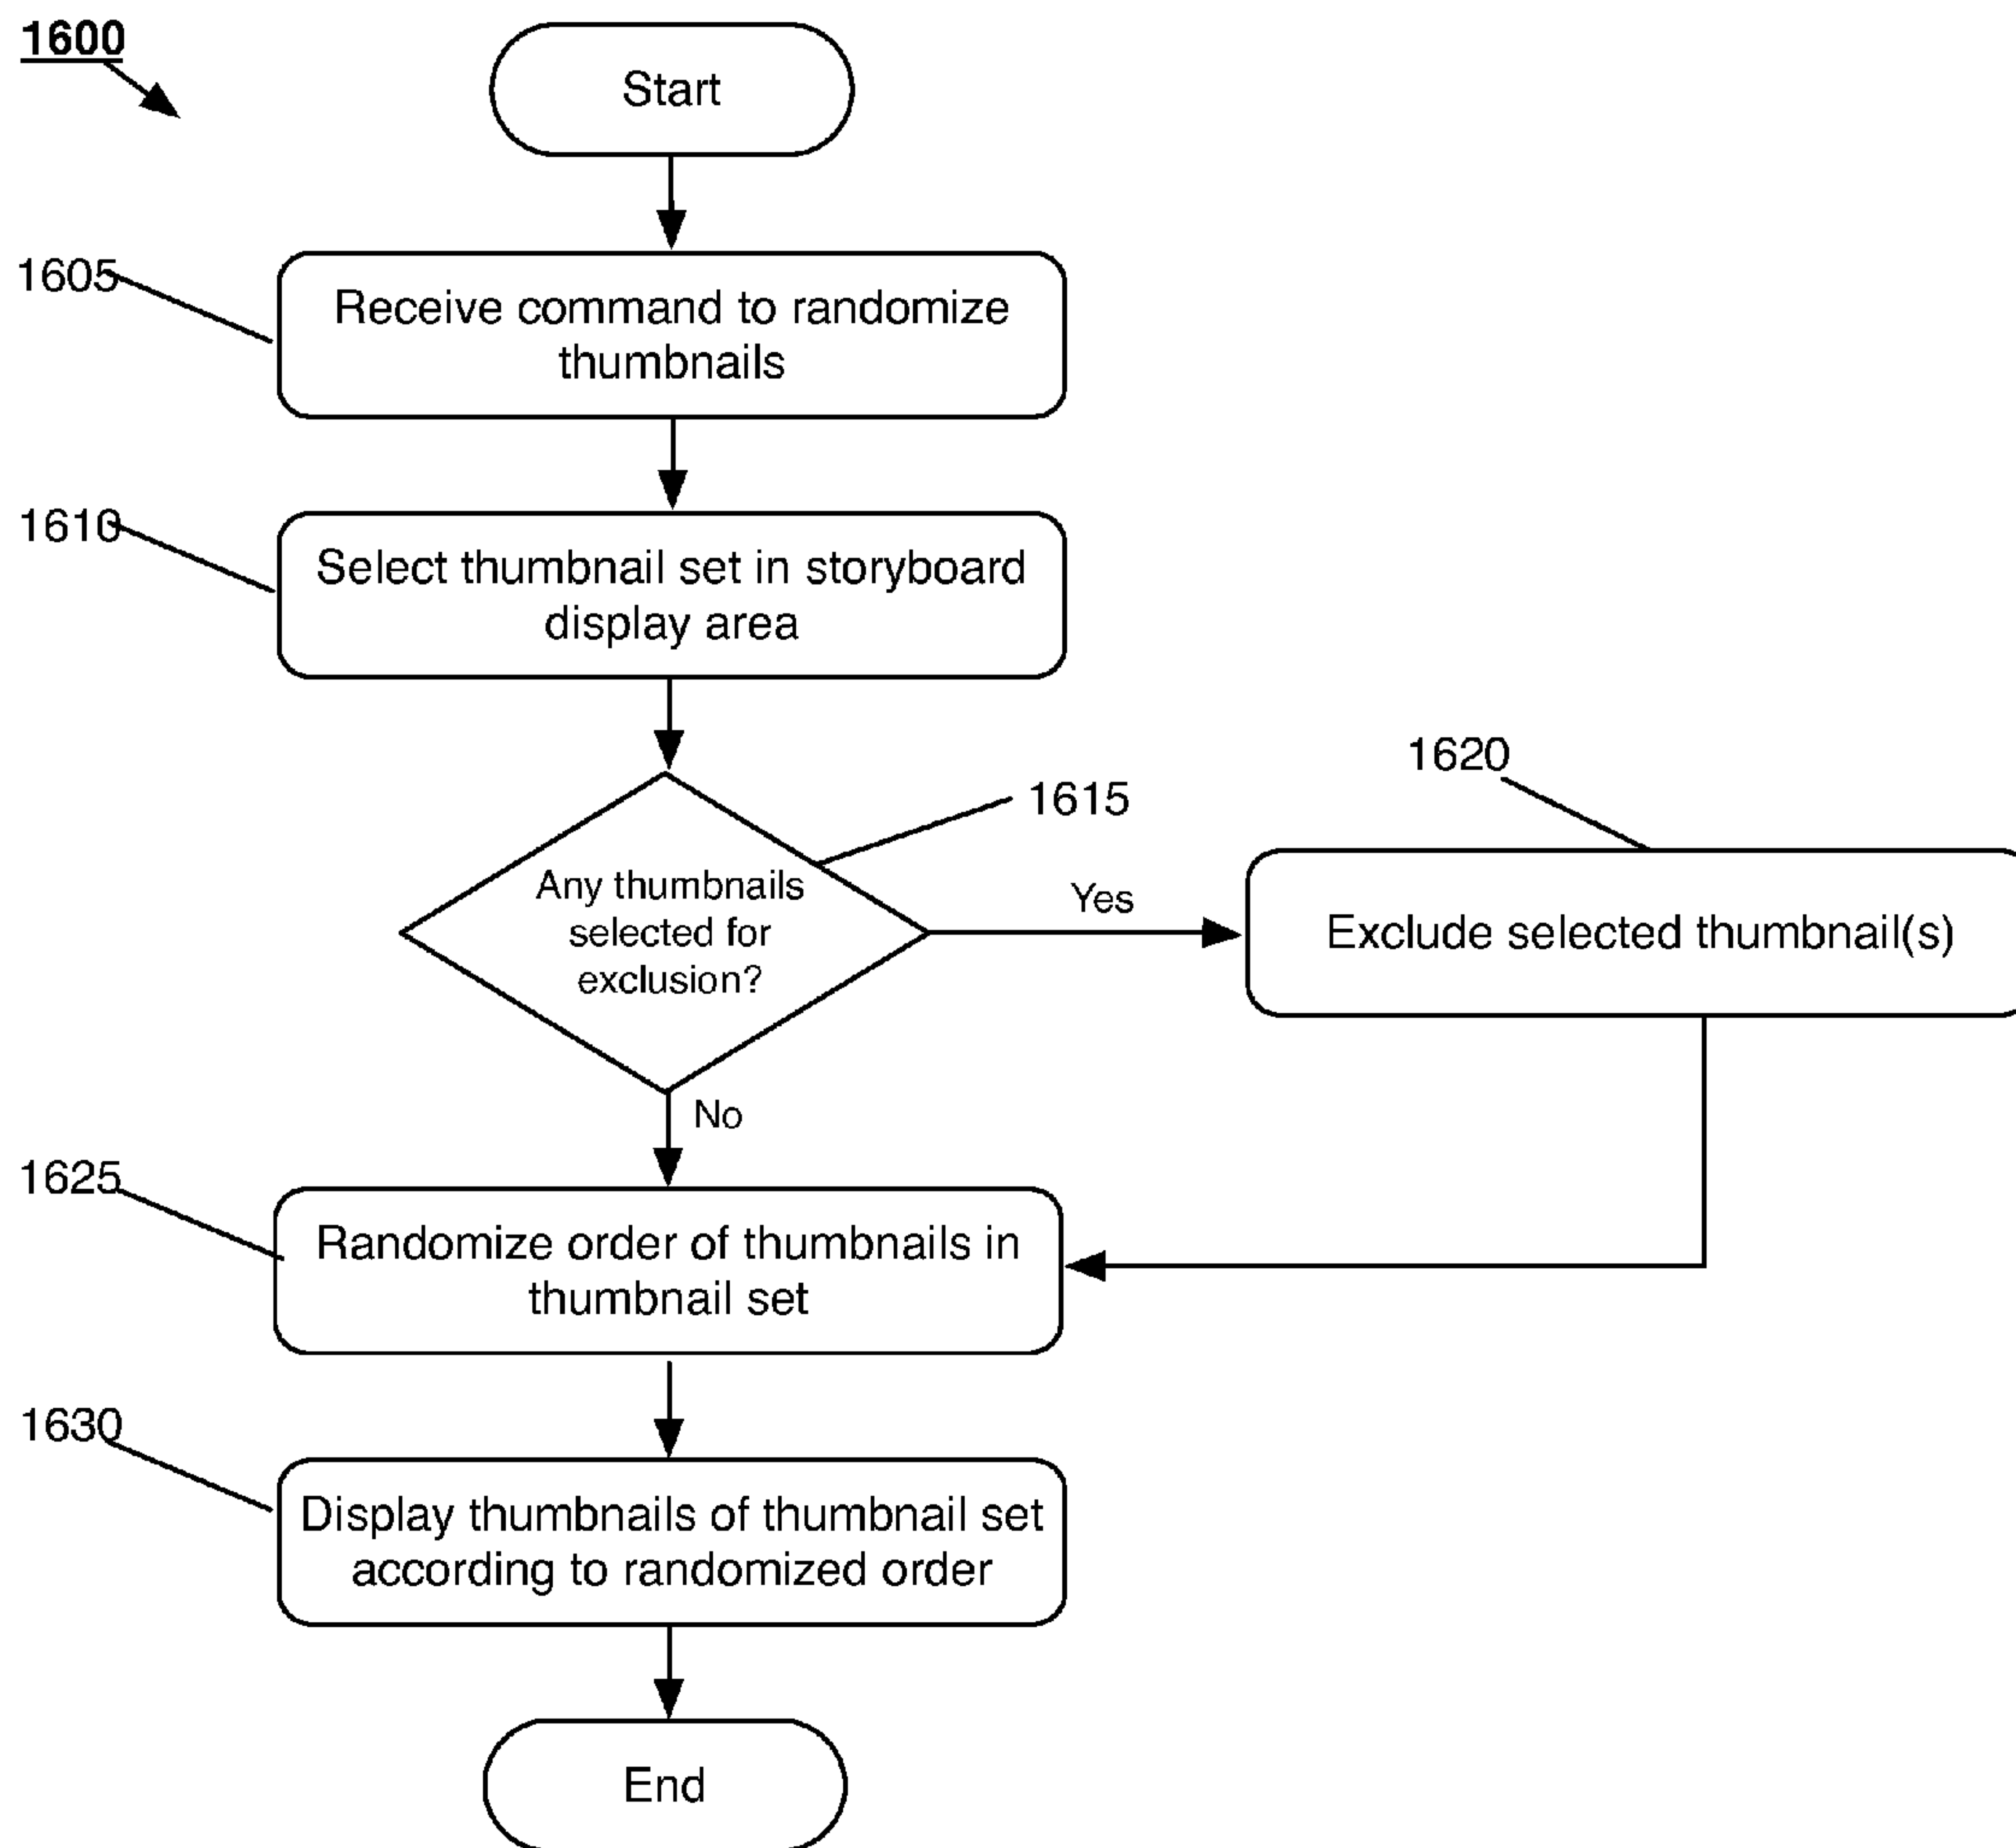 1600
Start
1605
Receive command to randomize
thumbnails
1610
Select thumbnail set in storyboard
display area
1615
1620
Any thumbnails
selected for
exclusion?
Yes
Exclude selected thumbnail(s)
No
1625
Randomize order of thumbnails in
thumbnail set
1630
Display thumbnails of thumbnail set
according to randomized order
End